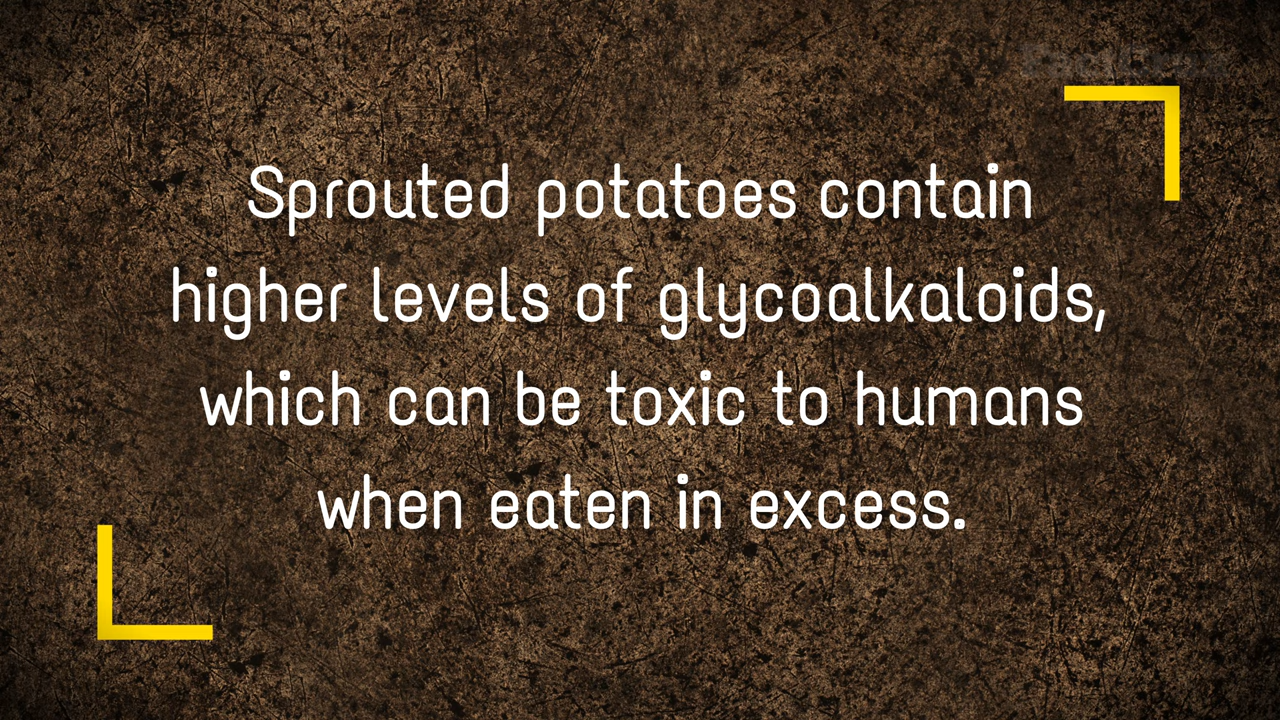 Sprouted potatoes contain
higher levels of glycoalkaloids,
which can be toxic to humans
when eaten in excess.